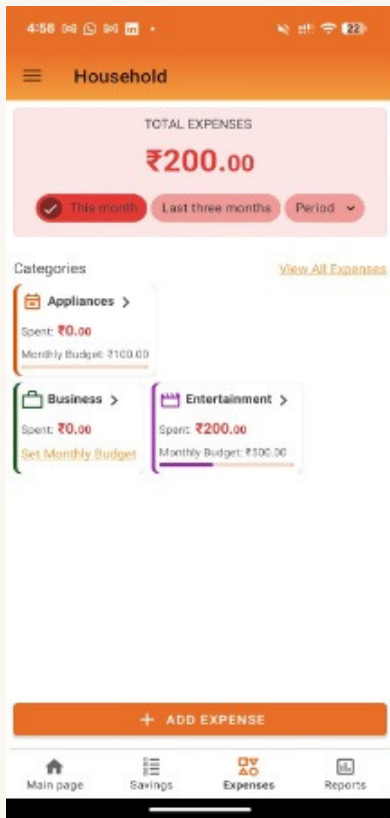 4:58
22
Household
TOTAL EXPENSES
₹200.00
This month Last three months Period
Categories View All Expenses
Appliances >
Spent: ₹0.00
Monthly Budget: ₹100.00
Business > Entertainment >
Spent: ₹0.00 Spent: ₹200.00
Set Monthly Budget Monthly Budget: ₹500.00
+ ADD EXPENSE
Main page Savings Expenses Reports